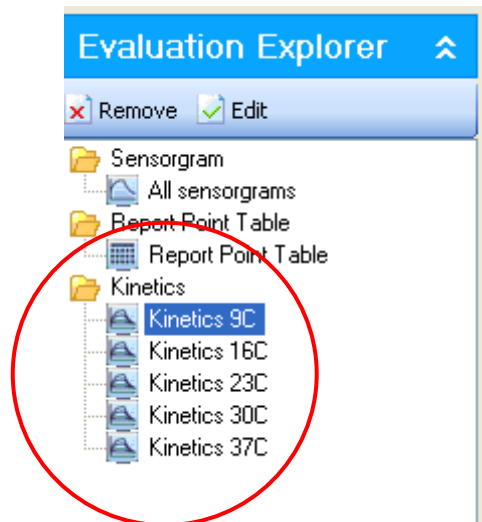 Evaluation Explorer
Remove Edit
Sensorgram
All sensorgrams
Report Point Table
Report Point Table
Kinetics
Kinetics 9C
Kinetics 16C
Kinetics 23C
Kinetics 30C
Kinetics 37C